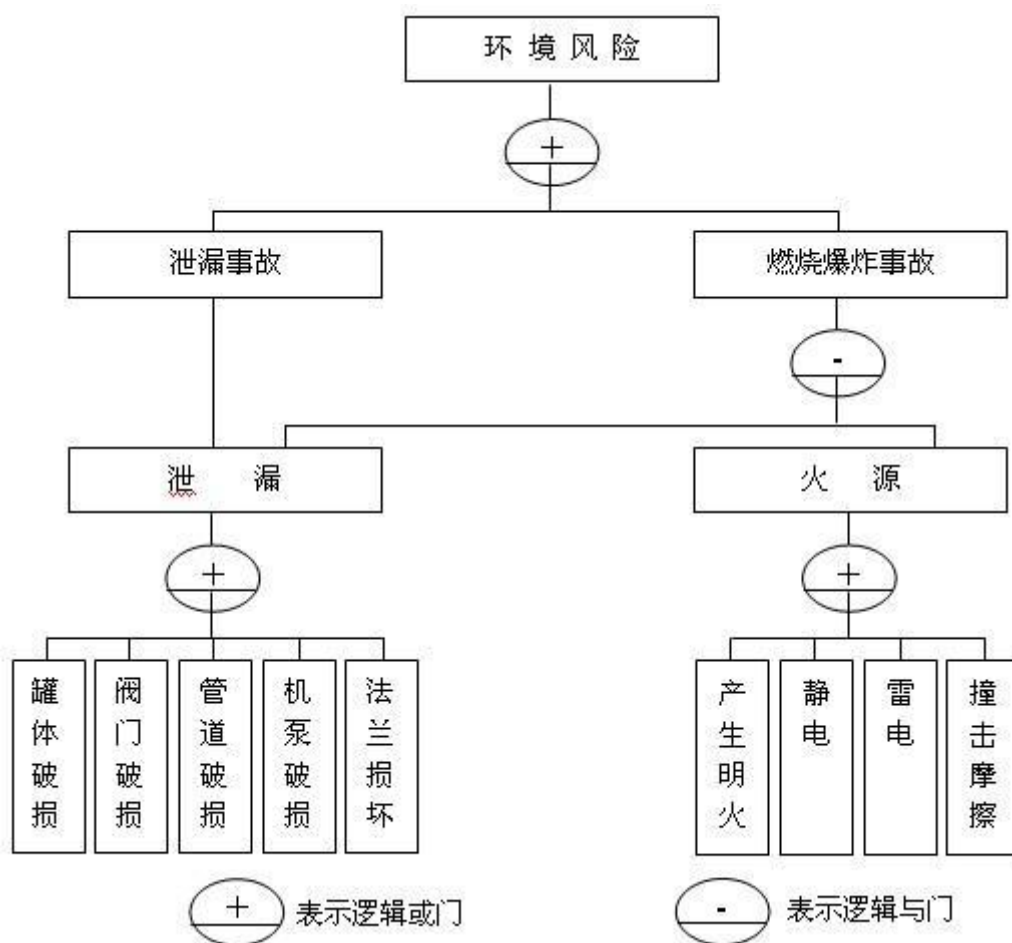 环境风险
+
泄漏事故
燃烧爆炸事故
-
泄 漏
火 源
+
+
罐体破损
阀门破损
管道破损
机泵破损
法兰损坏
产生明火
静电
雷电
撞击摩擦
+ 表示逻辑或门
- 表示逻辑与门